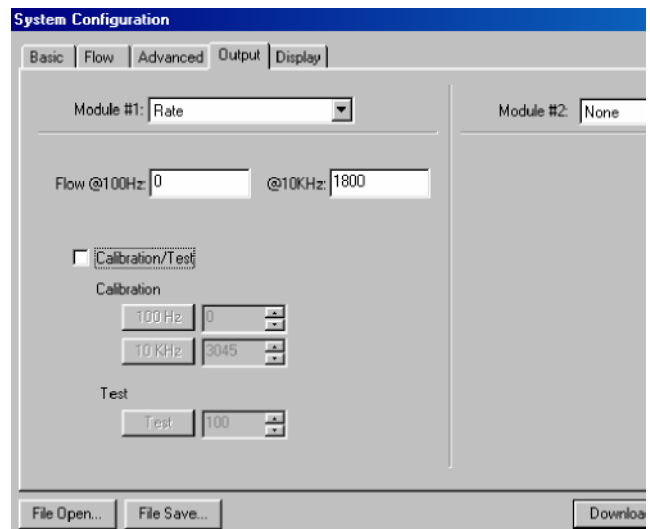 System Configuration
Basic Flow Advanced Output Display
Module #1: Rate
Module #2: None
Flow @100Hz: 0 @10KHz: 1800
Calibration/Test
Calibration
100 Hz 0
10 KHz 3045
Test
Test 100
File Open... File Save... Downloa